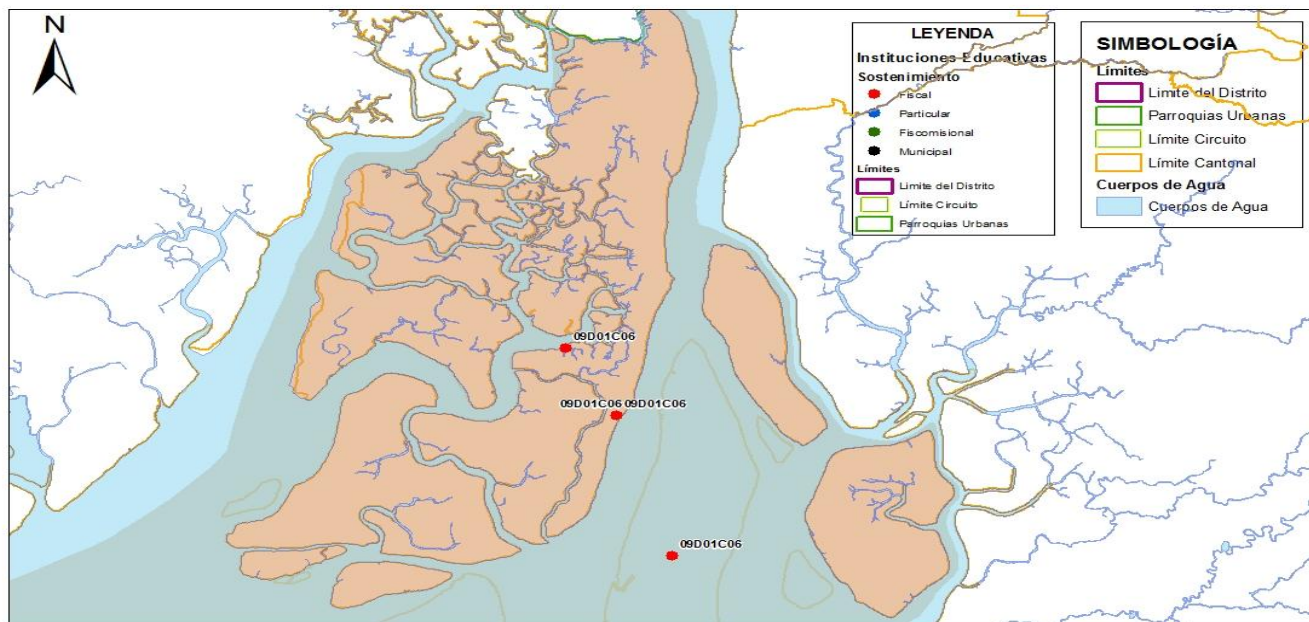 N
LEYENDA
Instituciones Educativas
Sostenimiento
Fiscal
Particular
Fiscomisional
Municipal
Límites
Limite del Distrito
Límite Circuito
Parroquias Urbanas
SIMBOLOGÍA
Límites
Limite del Distrito
Parroquias Urbanas
Límite Circuito
Límite Cantonal
Cuerpos de Agua
Cuerpos de Agua
09D01C06
09D01C06 09D01C06
09D01C06